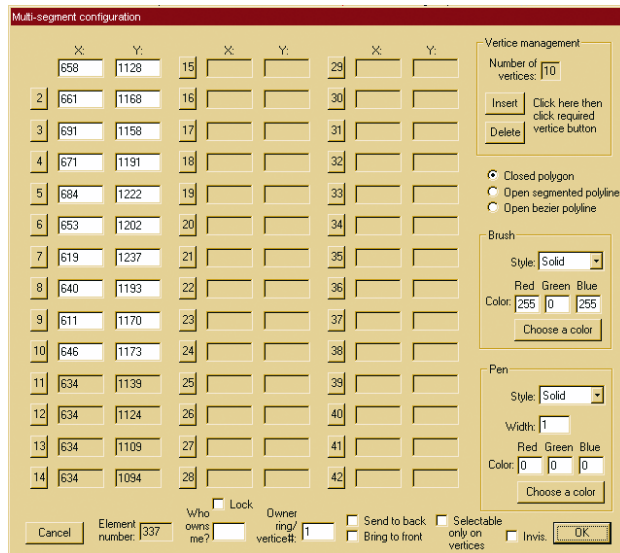 Multi-segment configuration
X: Y: X: Y: X: Y:
658 1128 15 29
2 661 1168 16 30
3 691 1158 17 31
4 671 1191 18 32
5 684 1222 19 33
6 653 1202 20 34
7 619 1237 21 35
8 640 1193 22 36
9 611 1170 23 37
10 646 1173 24 38
11 634 1139 25 39
12 634 1124 26 40
13 634 1109 27 41
14 634 1094 28 42
Vertice management
Number of
vertices: 10
Insert
Delete
Click here then
click required
vertice button
Closed polygon
Open segmented polyline
Open bezier polyline
Brush
Style: Solid
Red Green Blue
Color: 255 0 255
Choose a color
Pen
Style: Solid
Width: 1
Red Green Blue
Color: 0 0 0
Choose a color
Cancel
Element
number: 337
Who
owns
me?
Lock
Owner
ring/
vertice#: 1
Send to back
Bring to front
Selectable
only on
vertices
Invis.
OK